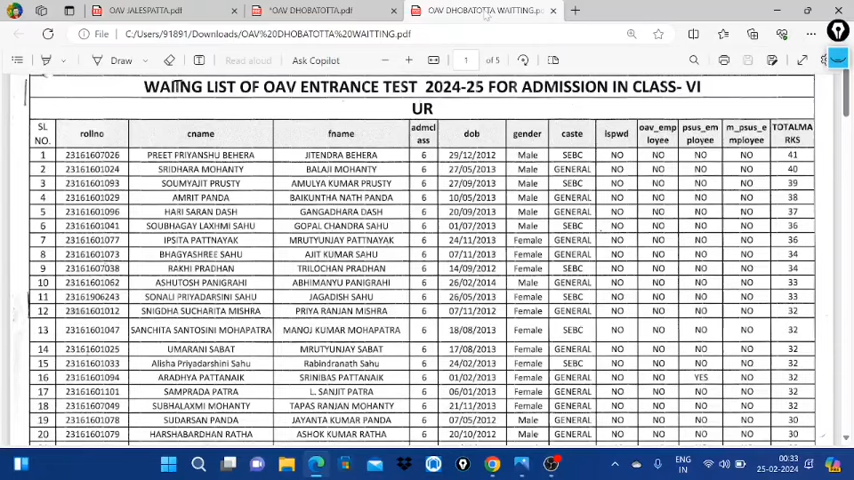 OAV JALESPATTA.pdf
*OAV DHOBATOTTA.pdf
OAV DHOBATOTTA WAITTING.p
File
C:/Users/91891/Downloads/OAV%20DHOBATOTTA%20WAITTING.pdf
Draw
Read aloud
Ask Copilot
1 of 5
WAITING LIST OF OAV ENTRANCE TEST 2024-25 FOR ADMISSION IN CLASS- VI
UR
SL NO. rollno cname fname admclass dob gender caste ispwd oav_employee psus_employee m_psus_employee TOTALMARKS
1 23161607026 PREET PRIYANSHU BEHERA JITENDRA BEHERA 6 29/12/2012 Male SEBC NO NO NO NO 41
2 23161601024 SRIDHARA MOHANTY BALAJI MOHANTY 6 27/05/2013 Male GENERAL NO NO NO NO 40
3 23161601093 SOUMYAJIT PRUSTY AMULYA KUMAR PRUSTY 6 27/09/2013 Male SEBC NO NO NO NO 39
4 23161601029 AMRIT PANDA BAIKUNTHA NATH PANDA 6 10/05/2013 Male GENERAL NO NO NO NO 38
5 23161601096 HARI SARAN DASH GANGADHARA DASH 6 20/09/2013 Male GENERAL NO NO NO NO 37
6 23161601041 SOUBHAGAY LAXHMI SAHU GOPAL CHANDRA SAHU 6 01/07/2013 Male SEBC NO NO NO NO 36
7 23161601077 IPSITA PATTNAYAK MRUTYUNJAY PATTNAYAK 6 24/11/2013 Female GENERAL NO NO NO NO 36
8 23161601073 BHAGYASHREE SAHU AJIT KUMAR SAHU 6 07/11/2013 Female GENERAL NO NO NO NO 34
9 23161607038 RAKHI PRADHAN TRILOCHAN PRADHAN 6 14/09/2012 Female SEBC NO NO NO NO 34
10 23161601062 ASHUTOSH PANIGRAHI ABHIMANYU PANIGRAHI 6 26/02/2014 Male GENERAL NO NO NO NO 33
11 23161906243 SONALI PRIYADARSINI SAHU JAGADISH SAHU 6 26/05/2013 Female SEBC NO NO NO NO 33
12 23161601012 SNIGDHA SUCHARITA MISHRA PRIYA RANJAN MISHRA 6 07/11/2012 Female GENERAL NO NO NO NO 32
13 23161601047 SANCHITA SANTOSINI MOHAPATRA MANOJ KUMAR MOHAPATRA 6 18/08/2013 Female SEBC NO NO NO NO 32
14 23161601025 UMARANI SABAT MRUTYUNJAY SABAT 6 17/08/2013 Female GENERAL NO NO NO NO 32
15 23161601033 Alisha Priyadarshini Sahu Rabindranath Sahu 6 24/02/2013 Female SEBC NO NO NO NO 32
16 23161601094 ARADHYA PATTANAIK SRINIBAS PATTANAIK 6 01/02/2013 Female GENERAL NO NO YES NO 32
17 23161601101 SAMPRADA PATRA L. SANJIT PATRA 6 06/01/2013 Female GENERAL NO NO NO NO 32
18 23161607049 SUBHALAXMI MOHANTY TAPAS RANJAN MOHANTY 6 21/11/2013 Female GENERAL NO NO NO NO 32
19 23161601078 SUDARSAN PANDA JAYANTA KUMAR PANDA 6 07/05/2012 Male GENERAL NO NO NO NO 30
20 23161601079 HARSHABARDHAN RATHA ASHOK KUMAR RATHA 6 20/10/2012 Male GENERAL NO NO NO NO 30
ENG IN
00:33
25-02-2024